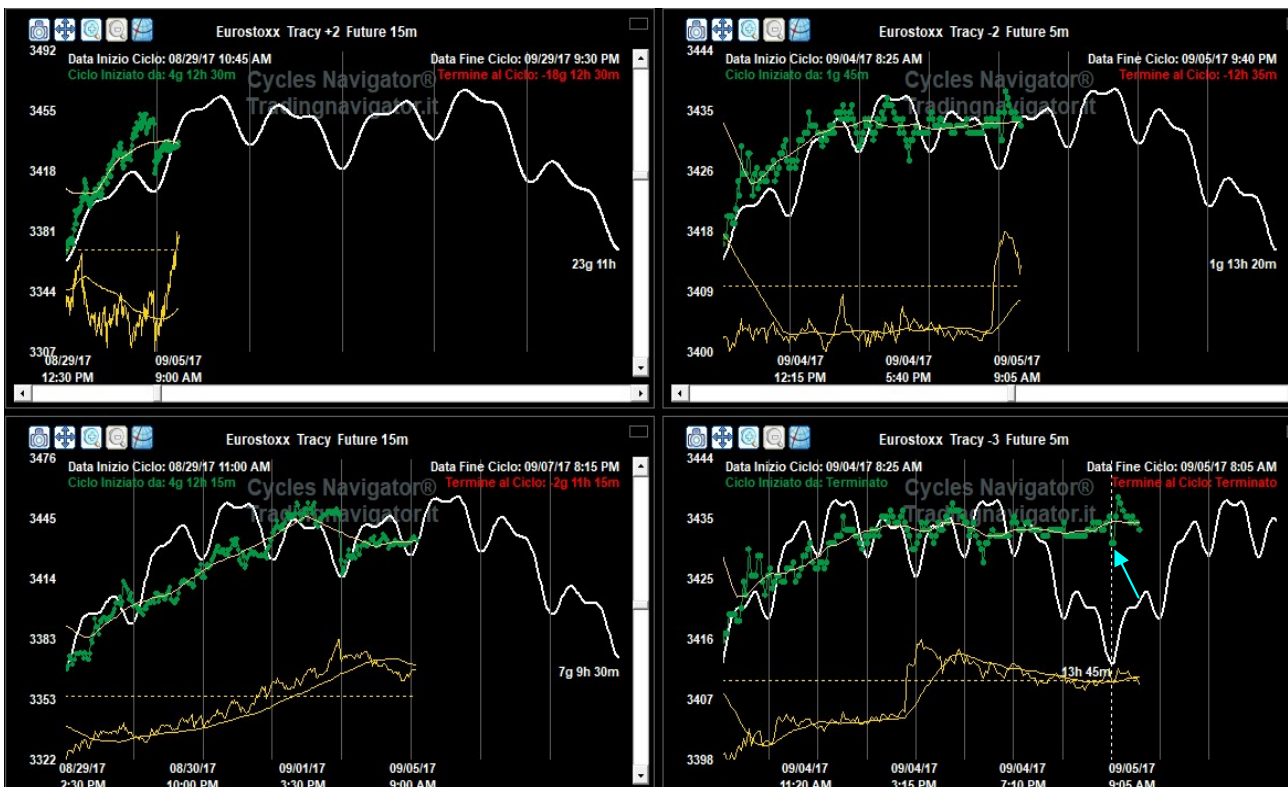 Eurostoxx Tracy +2 Future 15m
3492
Data Inizio Ciclo: 08/29/17 10:45 AM
Data Fine Ciclo: 09/29/17 9:30 PM
Ciclo Iniziato da: 4g 12h 30m
Termine al Ciclo: -18g 12h 30m
Cycles Navigator®
Tradingnavigator.it
3455
3418
3381
23g 11h
3344
3307
08/29/17
09/05/17
12:30 PM
9:00 AM
Eurostoxx Tracy -2 Future 5m
3444
Data Inizio Ciclo: 09/04/17 8:25 AM
Data Fine Ciclo: 09/05/17 9:40 PM
Ciclo Iniziato da: 1g 45m
Termine al Ciclo: -12h 35m
Cycles Navigator®
Tradingnavigator.it
3435
3426
3418
1g 13h 20m
3409
3400
09/04/17
09/04/17
09/05/17
12:15 PM
5:40 PM
9:05 AM
Eurostoxx Tracy Future 15m
3476
Data Inizio Ciclo: 08/29/17 11:00 AM
Data Fine Ciclo: 09/07/17 8:15 PM
Ciclo Iniziato da: 4g 12h 15m
Termine al Ciclo: -2g 11h 15m
Cycles Navigator®
Tradingnavigator.it
3445
3414
3383
7g 9h 30m
3353
3322
08/29/17
08/30/17
09/01/17
09/05/17
2:30 PM
10:00 PM
3:30 PM
9:00 AM
Eurostoxx Tracy -3 Future 5m
3444
Data Inizio Ciclo: 09/04/17 8:25 AM
Data Fine Ciclo: 09/05/17 8:05 AM
Ciclo Iniziato da: Terminato
Termine al Ciclo: Terminato
Cycles Navigator®
Tradingnavigator.it
3435
3425
3416
13h 45m
3407
3398
09/04/17
09/04/17
09/04/17
09/05/17
11:20 AM
3:15 PM
7:10 PM
9:05 AM